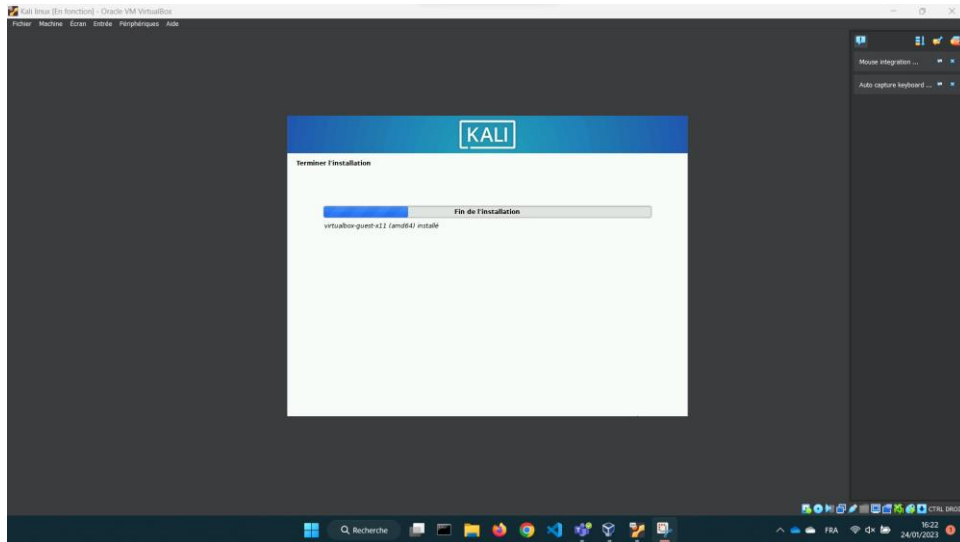 Kali linux [En fonction] - Oracle VM VirtualBox
Fichier Machine Écran Entrée Périphériques Aide
Mouse integration ...
Auto capture keyboard ...
KALI
Terminer l'installation
Fin de l'installation
virtualbox-guest-x11 (amd64) installé
CTRL DROITE
Recherche
FRA
16:22
24/01/2023